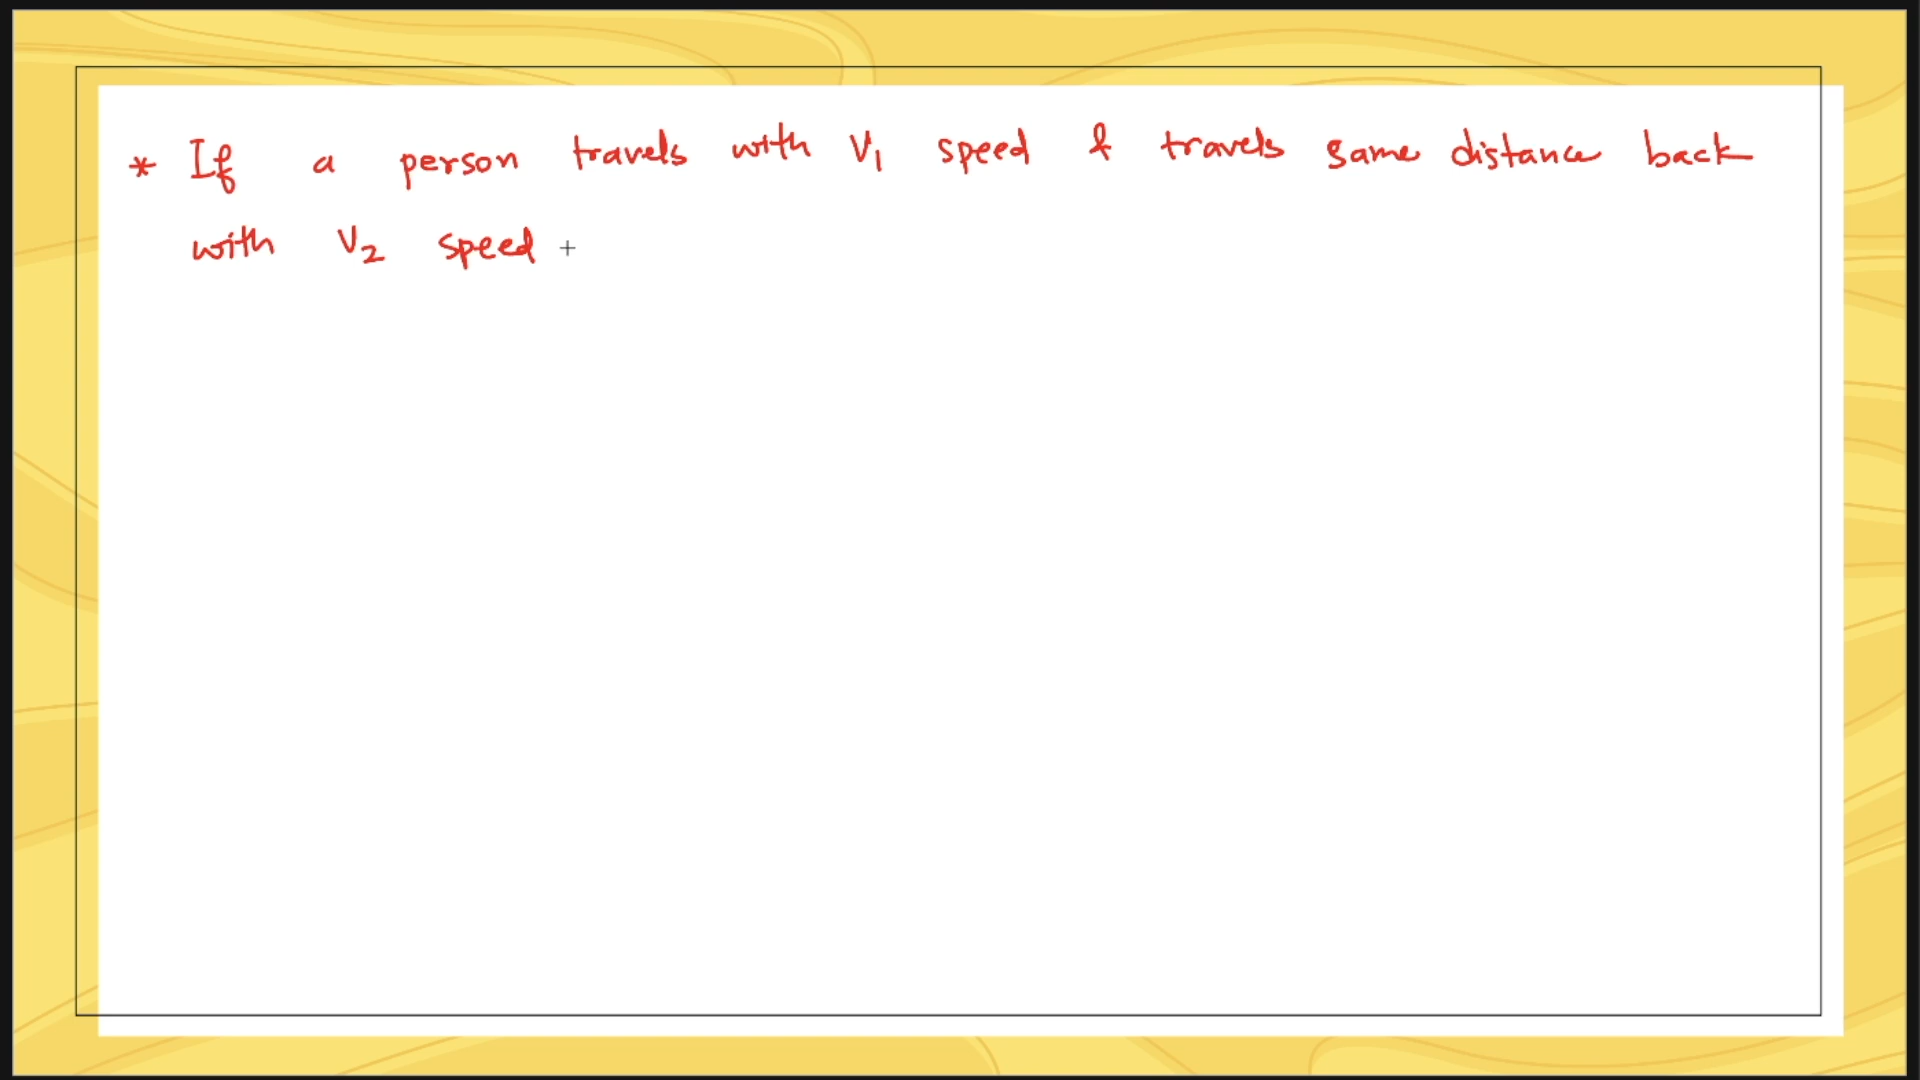 * If a person travels with V₁ speed & travels same distance back
with V₂ speed